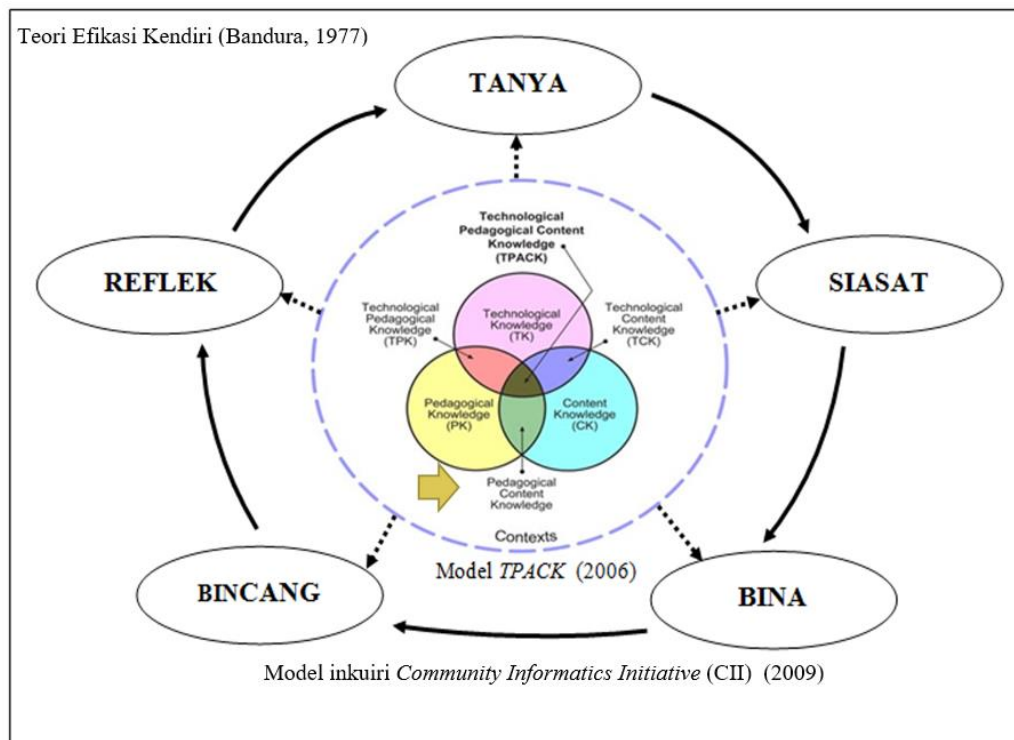 Teori Efikasi Kendiri (Bandura, 1977)
TANYA
REFLEK
SIASAT
Technological
Pedagogical Content
Knowledge
(TPACK)
Technological
Pedagogical
Knowledge
(TPK)
Technological
Knowledge
(TK)
Technological
Content
Knowledge
(TCK)
Pedagogical
Knowledge
(PK)
Content
Knowledge
(CK)
Pedagogical
Content
Knowledge
Contexts
Model TPACK (2006)
BINCANG
BINA
Model inkuiri Community Informatics Initiative (CII) (2009)